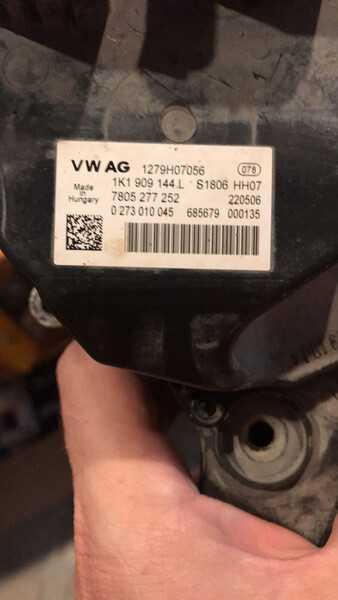 VW AG 1279H07056 078
Made in Hungary
1K1 909 144.L S1806 HH07
7805 277 252 220506
0 273 010 045 685679 000135